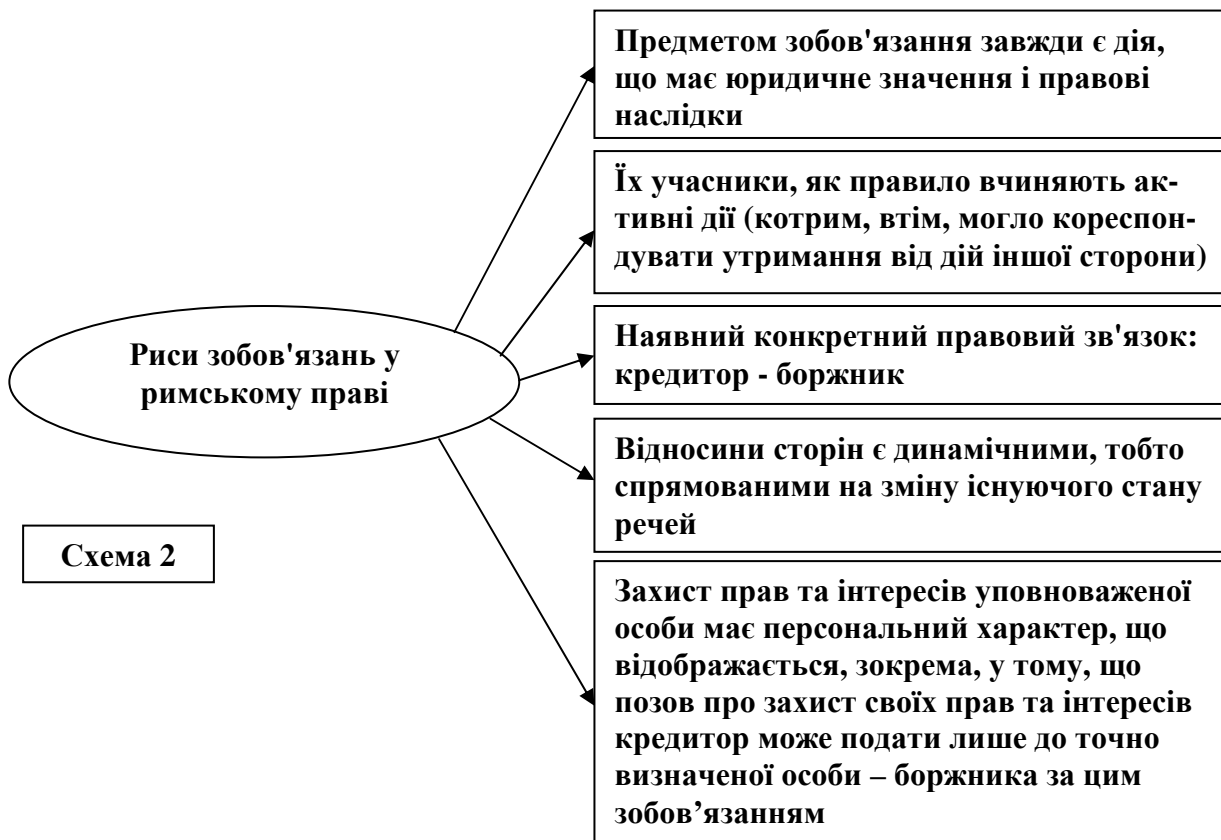 Риси зобов'язань у
римському праві
Схема 2
Предметом зобов'язання завжди є дія,
що має юридичне значення і правові
наслідки
Їх учасники, як правило вчиняють ак-
тивні дії (котрим, втім, могло кореспон-
дувати утримання від дій іншої сторони)
Наявний конкретний правовий зв'язок:
кредитор - боржник
Відносини сторін є динамічними, тобто
спрямованими на зміну існуючого стану
речей
Захист прав та інтересів уповноваженої
особи має персональний характер, що
відображається, зокрема, у тому, що
позов про захист своїх прав та інтересів
кредитор може подати лише до точно
визначеної особи – боржника за цим
зобов’язанням